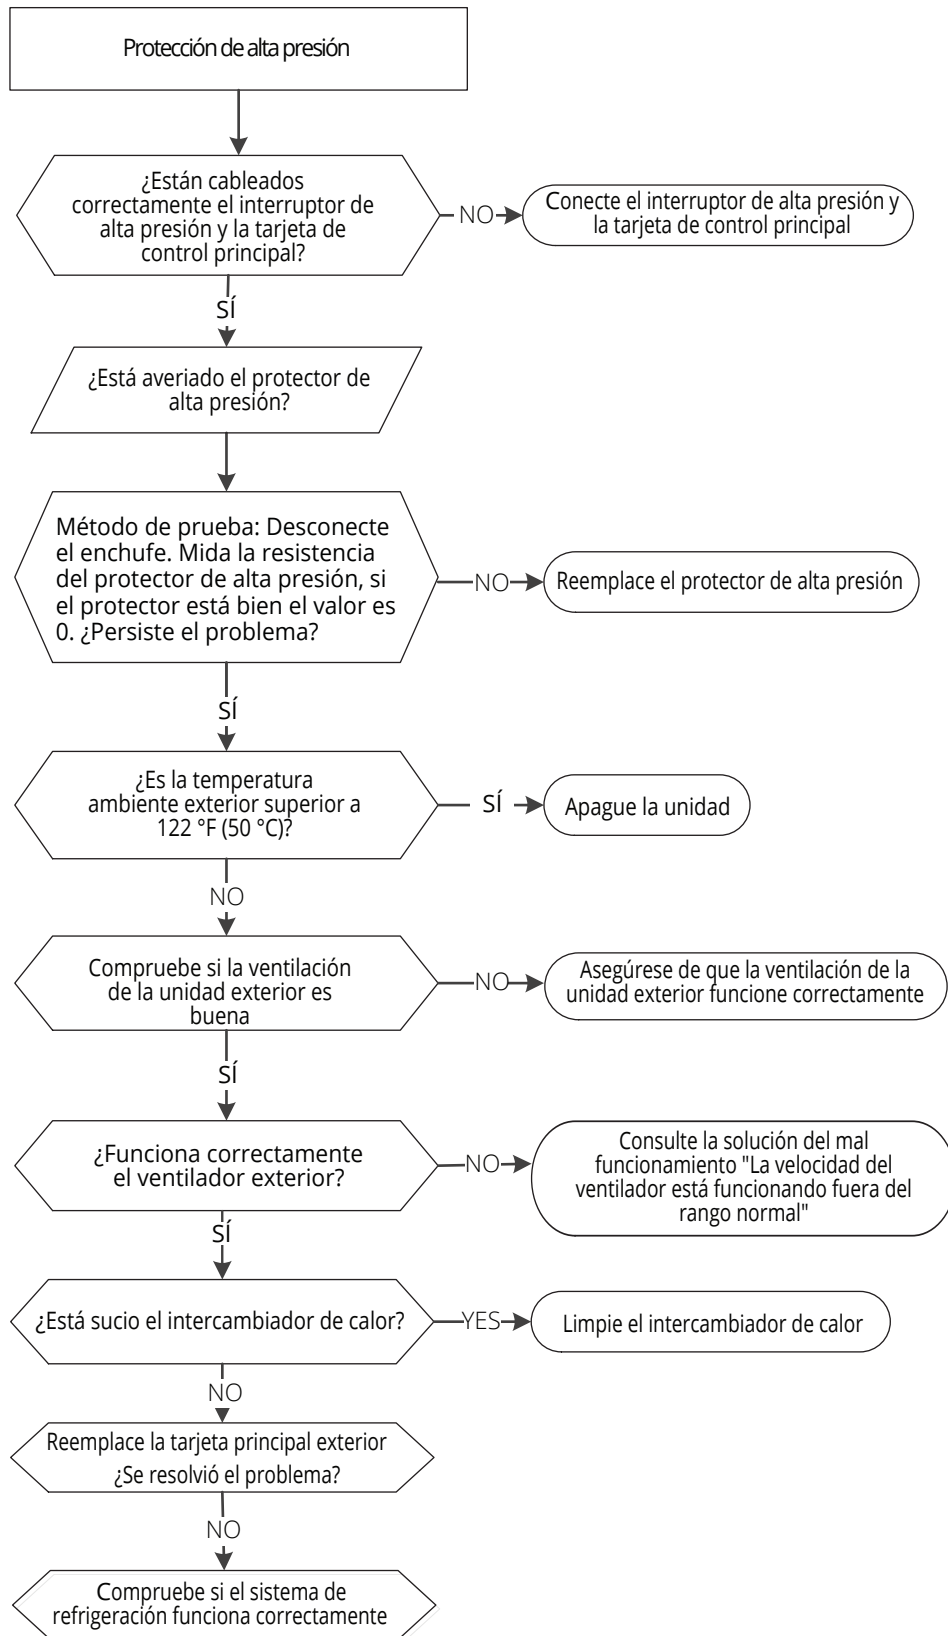 Protección de alta presión
¿Están cableados
correctamente el interruptor de
alta presión y la tarjeta de
control principal?
NO
Conecte el interruptor de alta presión y
la tarjeta de control principal
SÍ
¿Está averiado el protector de
alta presión?
Método de prueba: Desconecte
el enchufe. Mida la resistencia
del protector de alta presión, si
el protector está bien el valor es
0. ¿Persiste el problema?
NO
Reemplace el protector de alta presión
SÍ
¿Es la temperatura
ambiente exterior superior a
122 °F (50 °C)?
SÍ
Apague la unidad
NO
Compruebe si la ventilación
de la unidad exterior es
buena
NO
Asegúrese de que la ventilación de la
unidad exterior funcione correctamente
SÍ
¿Funciona correctamente
el ventilador exterior?
NO
Consulte la solución del mal
funcionamiento "La velocidad del
ventilador está funcionando fuera del
rango normal"
SÍ
¿Está sucio el intercambiador de calor?
YES
Limpie el intercambiador de calor
NO
Reemplace la tarjeta principal exterior
¿Se resolvió el problema?
NO
Compruebe si el sistema de
refrigeración funciona correctamente